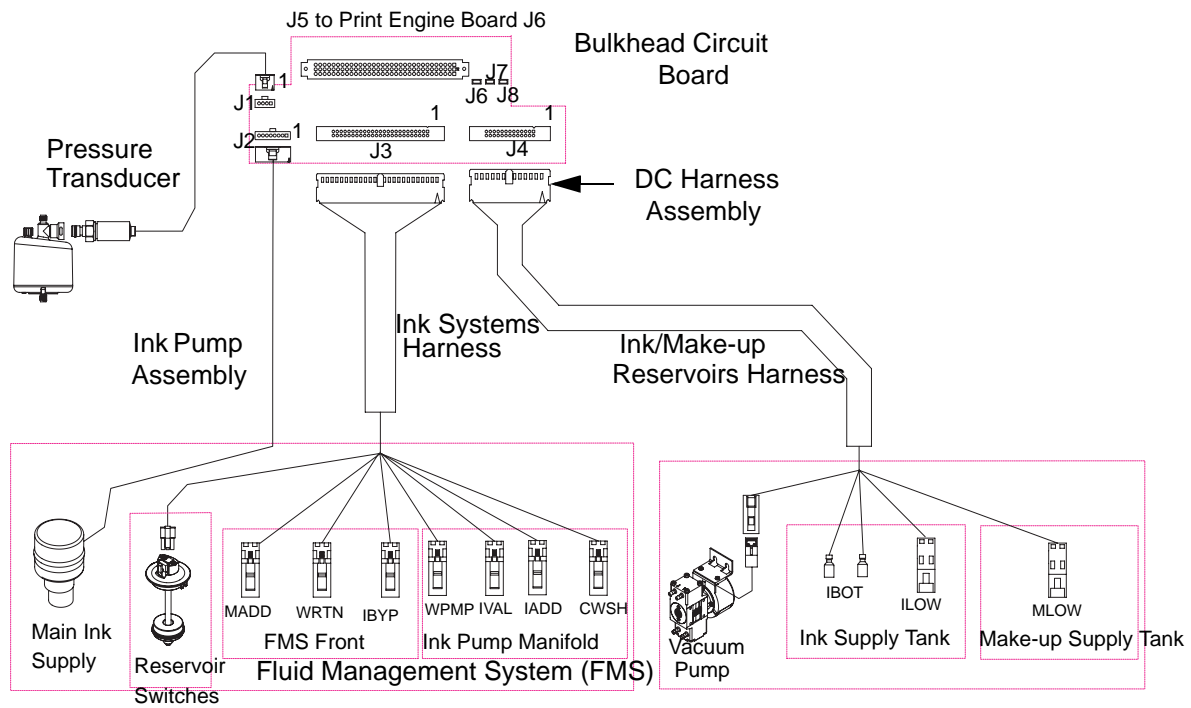 J5 to Print Engine Board J6
Bulkhead Circuit
Board
1
J1
J7
J6 J8
J2
1
1
J3
1
J4
Pressure
Transducer
DC Harness
Assembly
Ink Pump
Assembly
Ink Systems
Harness
Ink/Make-up
Reservoirs Harness
Main Ink
Supply
Reservoir
Switches
MADD WRTN IBYP
FMS Front
WPMP IVAL IADD CWSH
Ink Pump Manifold
Fluid Management System (FMS)
Vacuum
Pump
IBOT ILOW
Ink Supply Tank
MLOW
Make-up Supply Tank